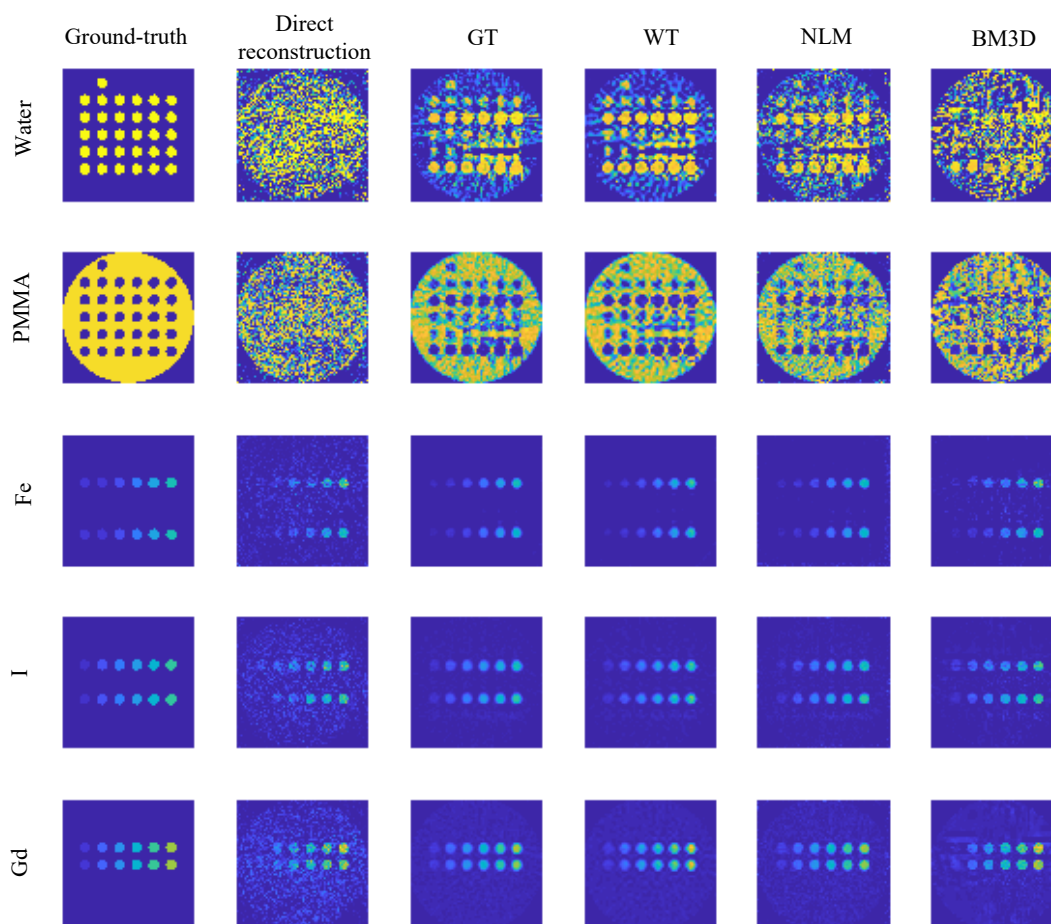 Ground-truth
Direct
reconstruction
GT
WT
NLM
BM3D
Water
PMMA
Fe
I
Gd